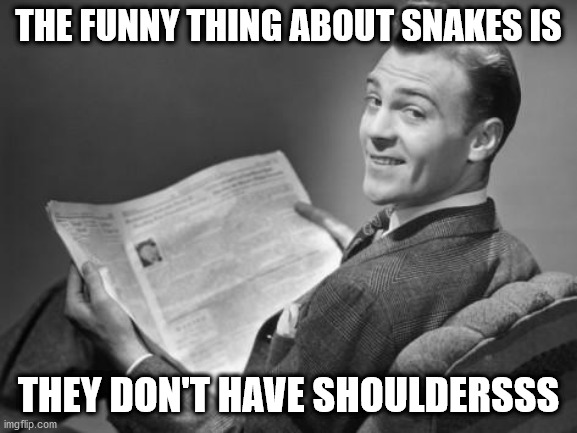 THE FUNNY THING ABOUT SNAKES IS
THEY DON'T HAVE SHOULDERSSS
imgflip.com